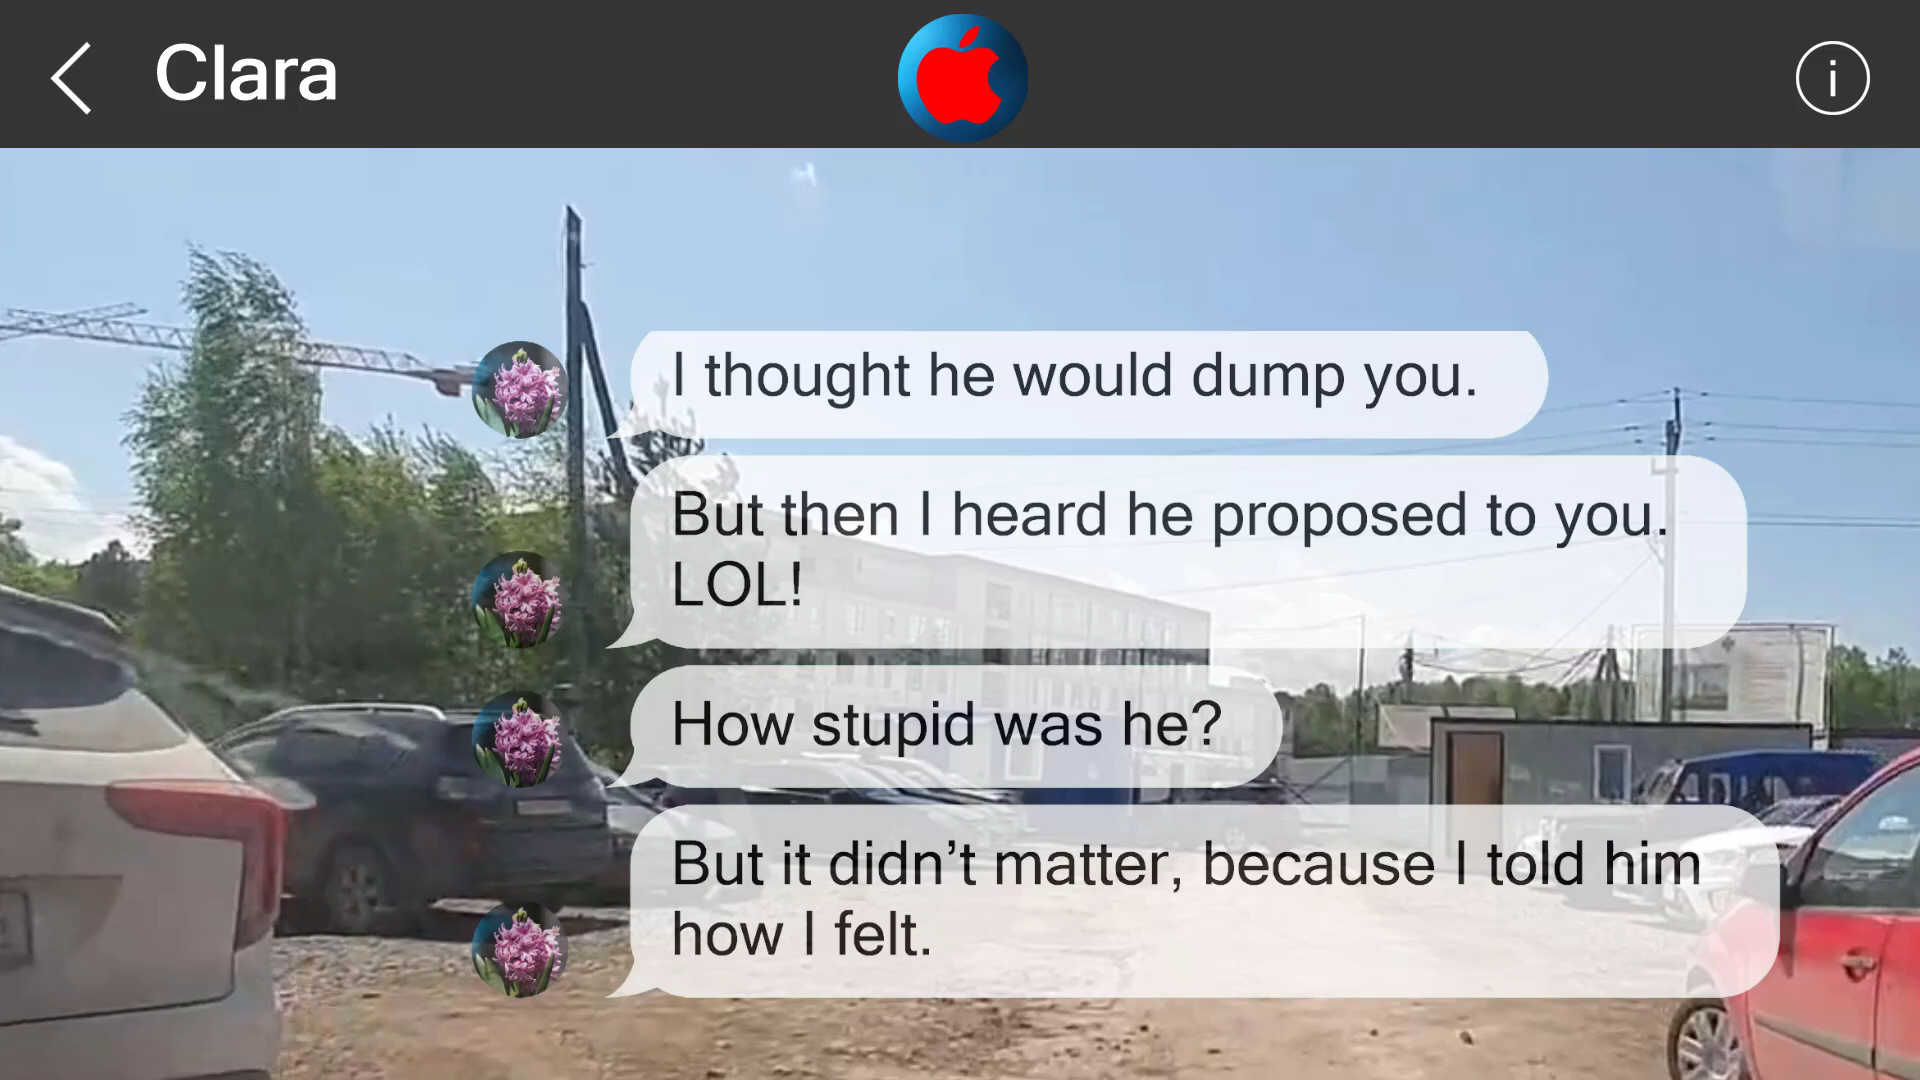 Clara
I thought he would dump you.
But then I heard he proposed to you.
LOL!
How stupid was he?
But it didn’t matter, because I told him
how I felt.